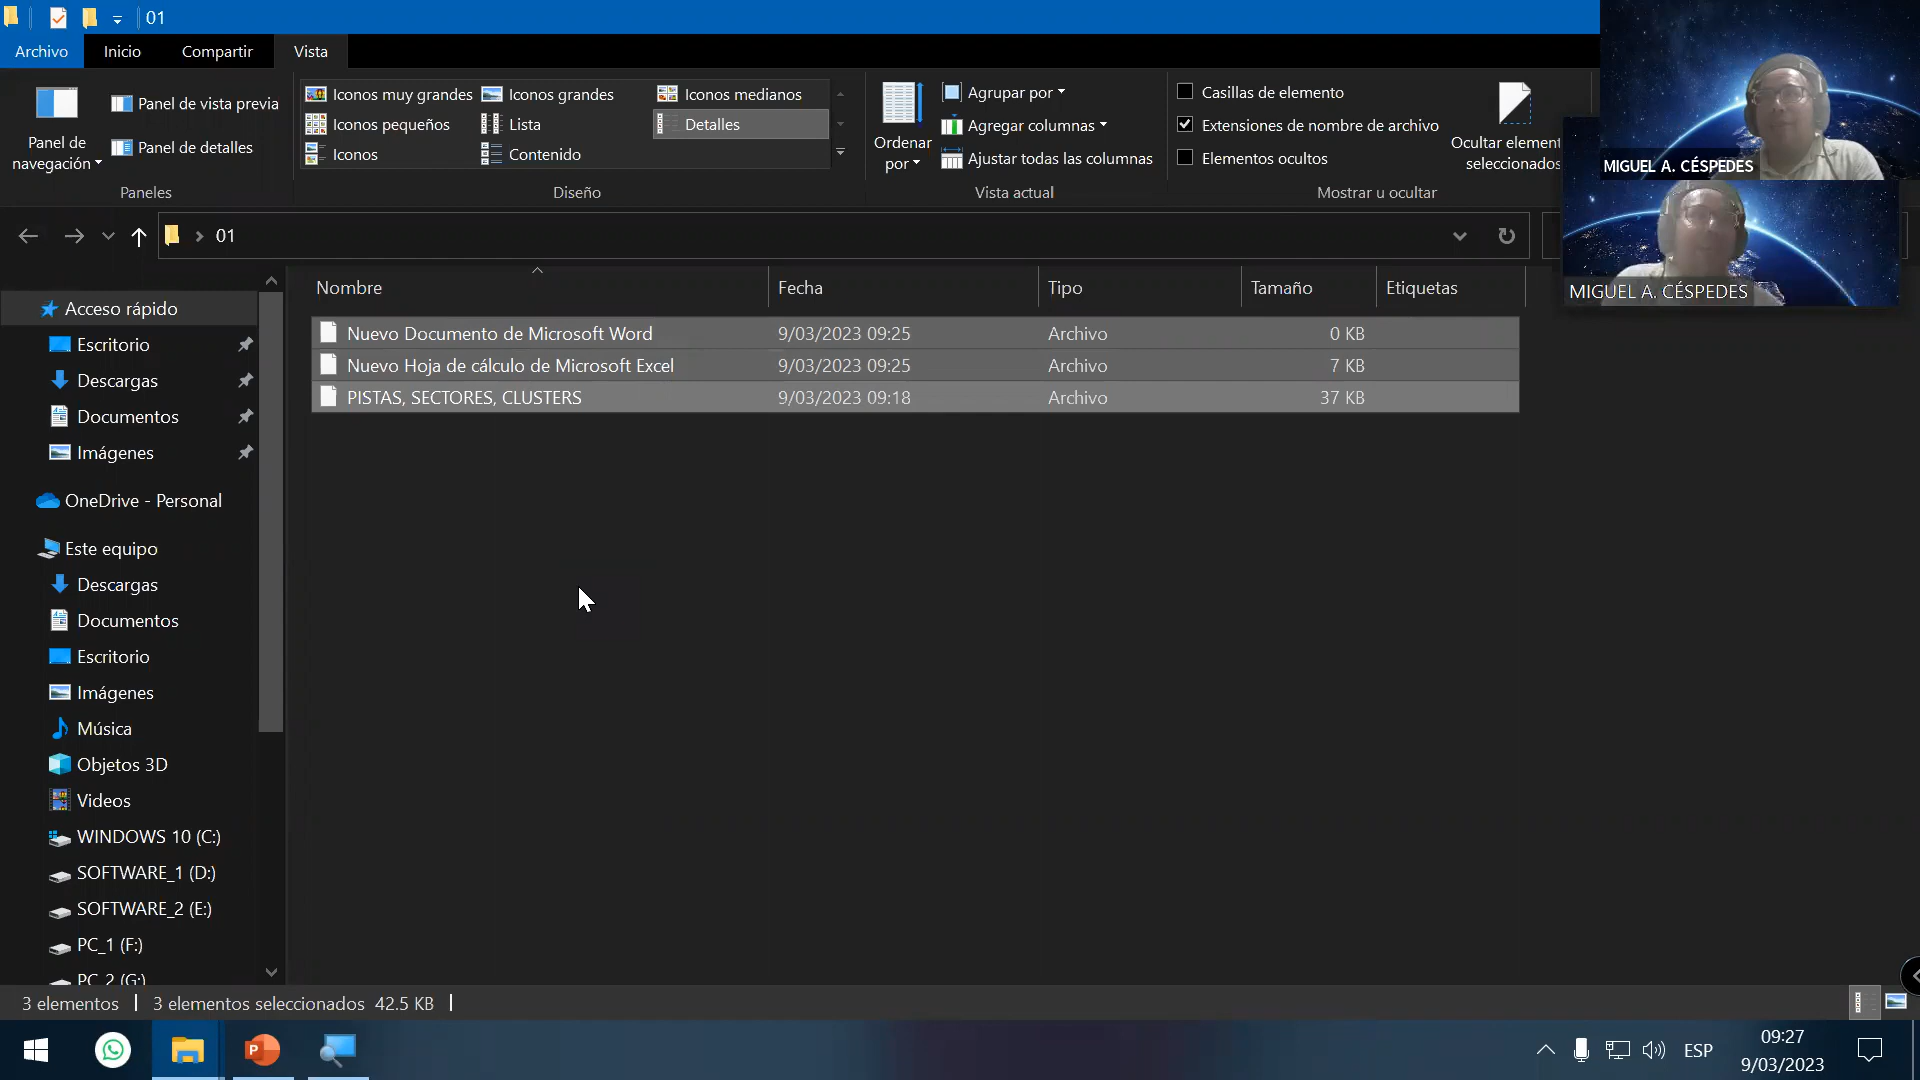 01
Archivo Inicio Compartir Vista
Panel de navegación
Panel de vista previa
Panel de detalles
Paneles
Iconos muy grandes Iconos grandes Iconos medianos
Iconos pequeños Lista Detalles
Iconos Contenido
Diseño
Ordenar por
Agrupar por
Agregar columnas
Ajustar todas las columnas
Vista actual
Casillas de elemento
Extensiones de nombre de archivo
Elementos ocultos
Ocultar element
seleccionados
Mostrar u ocultar
MIGUEL A. CÉSPEDES
MIGUEL A. CÉSPEDES
01
Nombre Fecha Tipo Tamaño Etiquetas
Nuevo Documento de Microsoft Word 9/03/2023 09:25 Archivo 0 KB
Nuevo Hoja de cálculo de Microsoft Excel 9/03/2023 09:25 Archivo 7 KB
PISTAS, SECTORES, CLUSTERS 9/03/2023 09:18 Archivo 37 KB
Acceso rápido
Escritorio
Descargas
Documentos
Imágenes
OneDrive - Personal
Este equipo
Descargas
Documentos
Escritorio
Imágenes
Música
Objetos 3D
Videos
WINDOWS 10 (C:)
SOFTWARE_1 (D:)
SOFTWARE_2 (E:)
PC_1 (F:)
PC_2 (G:)
3 elementos 3 elementos seleccionados 42.5 KB
ESP
09:27
9/03/2023